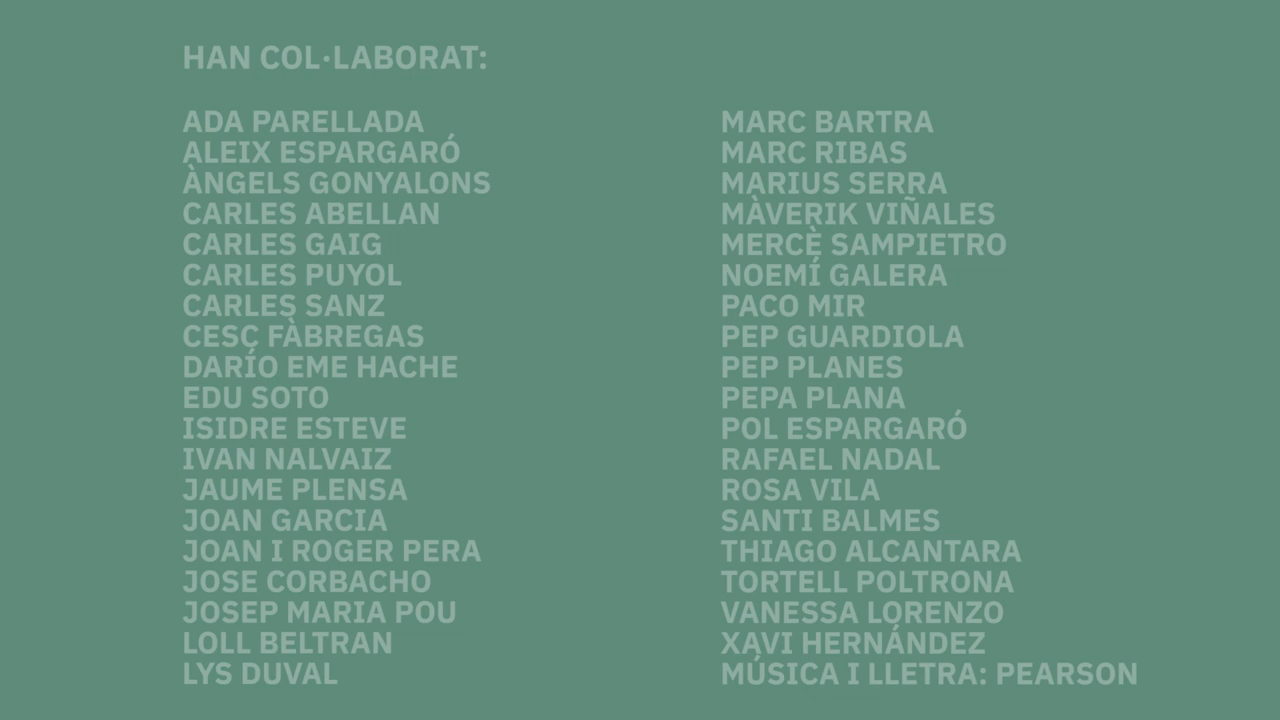 HAN COL·LABORAT:
ADA PARELLADA
ALEIX ESPARGARÓ
ÀNGELS GONYALONS
CARLES ABELLAN
CARLES GAIG
CARLES PUYOL
CARLES SANZ
CESC FÀBREGAS
DARÍO EME HACHE
EDU SOTO
ISIDRE ESTEVE
IVAN NALVAIZ
JAUME PLENSA
JOAN GARCIA
JOAN I ROGER PERA
JOSE CORBACHO
JOSEP MARIA POU
LOLL BELTRAN
LYS DUVAL
MARC BARTRA
MARC RIBAS
MARIUS SERRA
MÀVERIK VIÑALES
MERCÈ SAMPIETRO
NOEMÍ GALERA
PACO MIR
PEP GUARDIOLA
PEP PLANES
PEPA PLANA
POL ESPARGARÓ
RAFAEL NADAL
ROSA VILA
SANTI BALMES
THIAGO ALCANTARA
TORTELL POLTRONA
VANESSA LORENZO
XAVI HERNÁNDEZ
MÚSICA I LLETRA: PEARSON